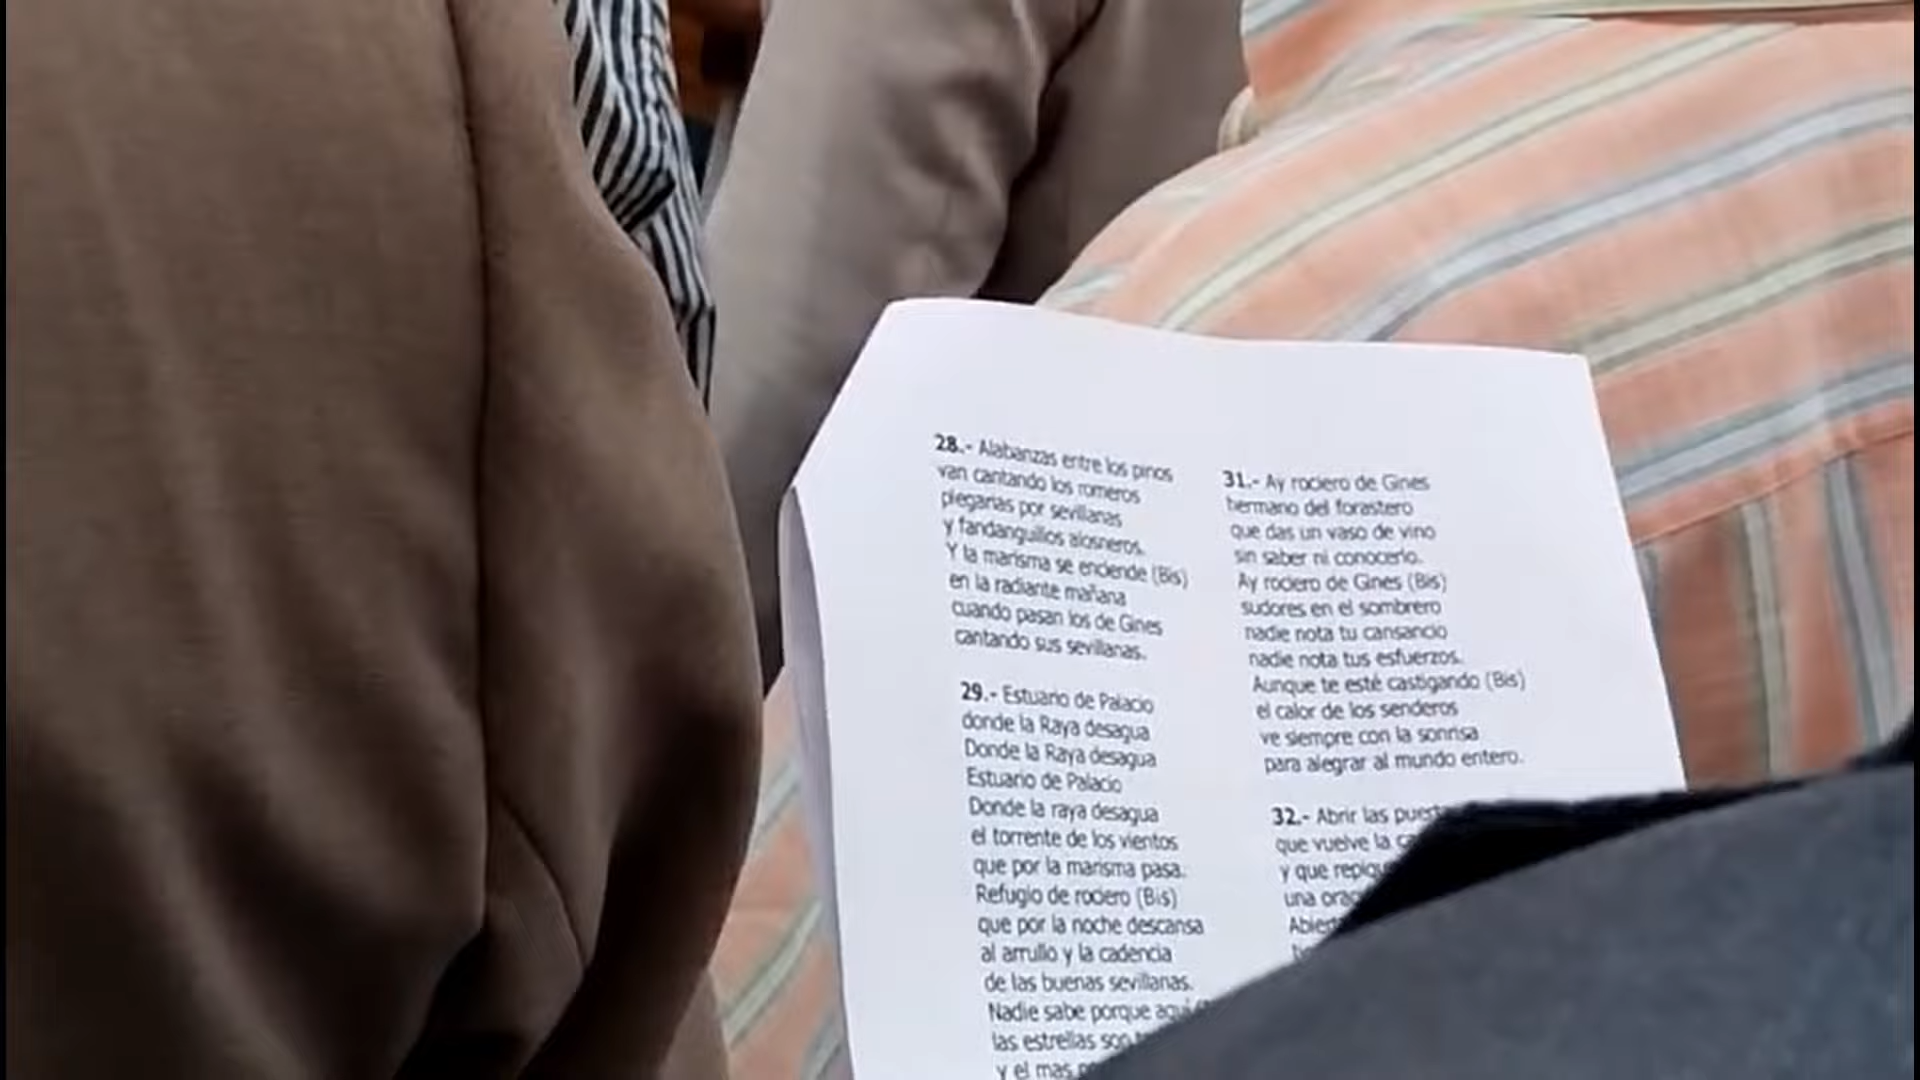 28.- Alabanzas entre los pinos
van cantando los romeros
plegarias por sevillanas
y fandanguillos alosneros.
Y la marisma se enciende (Bis)
en la radiante mañana
cuando pasan los de Gines
cantando sus sevillanas.
29.- Estuario de Palacio
donde la Raya desagua
Donde la Raya desagua
Estuario de Palacio
Donde la raya desagua
el torrente de los vientos
que por la marisma pasa.
Refugio de rociero (Bis)
que por la noche descansa
al arrullo y la cadencia
de las buenas sevillanas.
Nadie sabe porque aquí
las estrellas son
y el mas
31.- Ay rociero de Gines
hermano del forastero
que das un vaso de vino
sin saber ni conocerlo.
Ay rociero de Gines (Bis)
sudores en el sombrero
nadie nota tu cansancio
nadie nota tus esfuerzos.
Aunque te esté castigando (Bis)
el calor de los senderos
ve siempre con la sonrisa
para alegrar al mundo entero.
32.- Abrir las
que vuelve la
y que
una